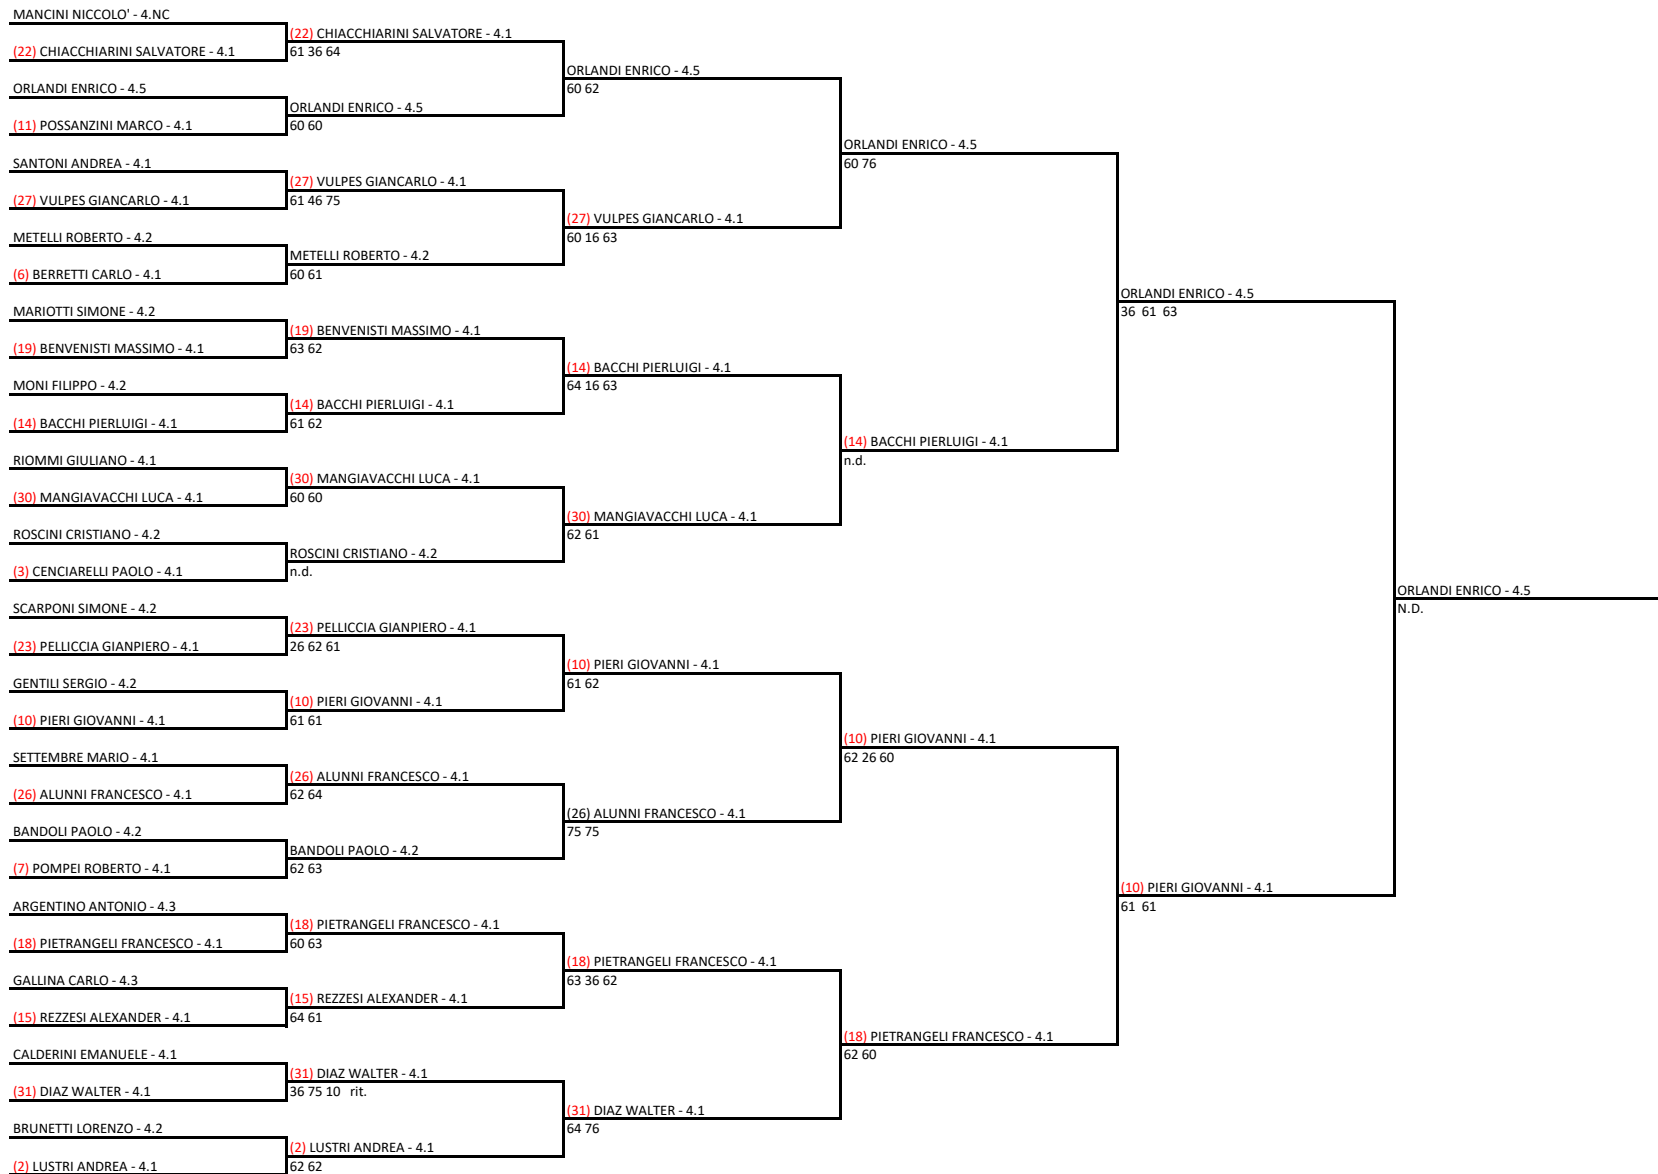 MANCINI NICCOLO' - 4.NC
(22) CHIACCHIARINI SALVATORE - 4.1
ORLANDI ENRICO - 4.5
(11) POSSANZINI MARCO - 4.1
SANTONI ANDREA - 4.1
(27) VULPES GIANCARLO - 4.1
METELLI ROBERTO - 4.2
(6) BERRETTI CARLO - 4.1
MARIOTTI SIMONE - 4.2
(19) BENVENISTI MASSIMO - 4.1
MONI FILIPPO - 4.2
(14) BACCHI PIERLUIGI - 4.1
RIOMMI GIULIANO - 4.1
(30) MANGIAVACCHI LUCA - 4.1
ROSCINI CRISTIANO - 4.2
(3) CENCIARELLI PAOLO - 4.1
SCARPONI SIMONE - 4.2
(23) PELLICCIA GIANPIERO - 4.1
GENTILI SERGIO - 4.2
(10) PIERI GIOVANNI - 4.1
SETTEMBRE MARIO - 4.1
(26) ALUNNI FRANCESCO - 4.1
BANDOLI PAOLO - 4.2
(7) POMPEI ROBERTO - 4.1
ARGENTINO ANTONIO - 4.3
(18) PIETRANGELI FRANCESCO - 4.1
GALLINA CARLO - 4.3
(15) REZZESI ALEXANDER - 4.1
CALDERINI EMANUELE - 4.1
(31) DIAZ WALTER - 4.1
BRUNETTI LORENZO - 4.2
(2) LUSTRI ANDREA - 4.1
(22) CHIACCHIARINI SALVATORE - 4.1
61 36 64
ORLANDI ENRICO - 4.5
60 60
(27) VULPES GIANCARLO - 4.1
61 46 75
METELLI ROBERTO - 4.2
60 61
(19) BENVENISTI MASSIMO - 4.1
63 62
(14) BACCHI PIERLUIGI - 4.1
61 62
(30) MANGIAVACCHI LUCA - 4.1
60 60
ROSCINI CRISTIANO - 4.2
n.d.
(23) PELLICCIA GIANPIERO - 4.1
26 62 61
(10) PIERI GIOVANNI - 4.1
61 61
(26) ALUNNI FRANCESCO - 4.1
62 64
BANDOLI PAOLO - 4.2
62 63
(18) PIETRANGELI FRANCESCO - 4.1
60 63
(15) REZZESI ALEXANDER - 4.1
64 61
(31) DIAZ WALTER - 4.1
36 75 10 rit.
(2) LUSTRI ANDREA - 4.1
62 62
ORLANDI ENRICO - 4.5
60 62
(27) VULPES GIANCARLO - 4.1
60 16 63
(14) BACCHI PIERLUIGI - 4.1
64 16 63
(30) MANGIAVACCHI LUCA - 4.1
62 61
(10) PIERI GIOVANNI - 4.1
61 62
(26) ALUNNI FRANCESCO - 4.1
75 75
(18) PIETRANGELI FRANCESCO - 4.1
63 36 62
(31) DIAZ WALTER - 4.1
64 76
ORLANDI ENRICO - 4.5
60 76
(14) BACCHI PIERLUIGI - 4.1
n.d.
(10) PIERI GIOVANNI - 4.1
62 26 60
(18) PIETRANGELI FRANCESCO - 4.1
62 60
ORLANDI ENRICO - 4.5
36 61 63
(10) PIERI GIOVANNI - 4.1
61 61
ORLANDI ENRICO - 4.5
N.D.